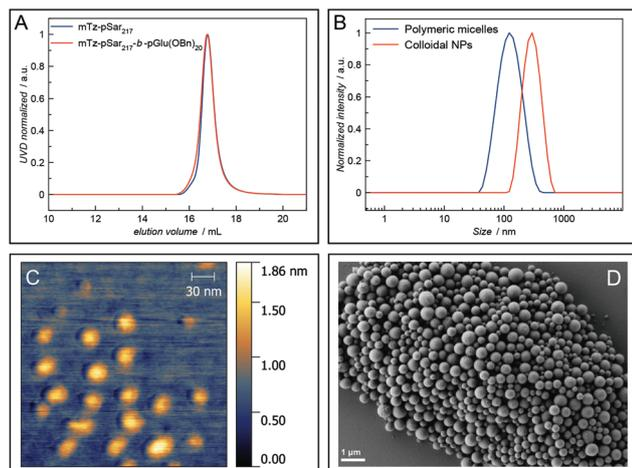 A
mTz-pSar217
mTz-pSar217-b-pGlu(OBn)20
UVD normalized / a.u.
1
0.8
0.6
0.4
0.2
0
10 12 14 16 18 20
elution volume / mL
B
Polymeric micelles
Colloidal NPs
Normalized intensity / a.u.
1
0.8
0.6
0.4
0.2
0
1 10 100 1000
Size / nm
C
30 nm
1.86 nm
1.50
1.00
0.50
0.00
D
1 µm